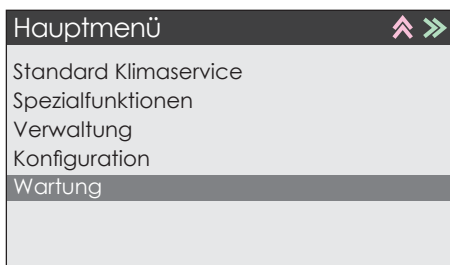 Hauptmenü
Standard Klimaservice
Spezialfunktionen
Verwaltung
Konfiguration
Wartung